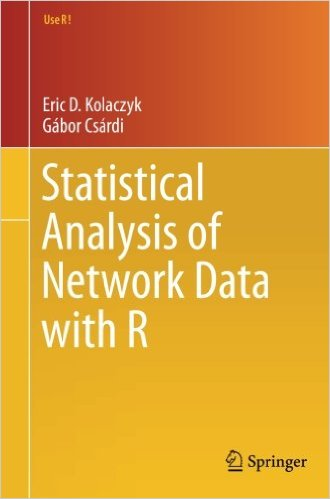 Use R!
Eric D. Kolaczyk
Gábor Csárdi
Statistical
Analysis of
Network Data
with R
Springer